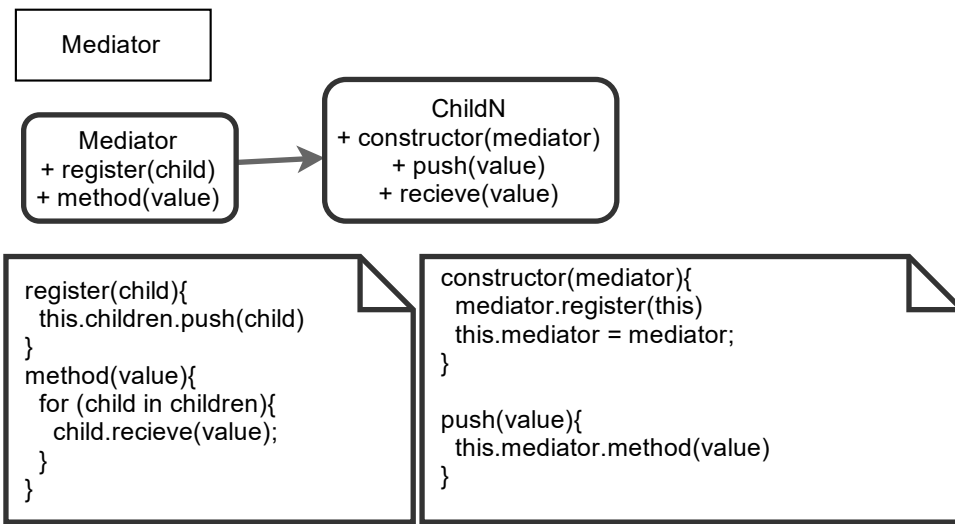 Mediator
Mediator
+ register(child)
+ method(value)
ChildN
+ constructor(mediator)
+ push(value)
+ recieve(value)
register(child){
this.children.push(child)
}
method(value){
for (child in children){
child.recieve(value);
}
}
constructor(mediator){
mediator.register(this)
this.mediator = mediator;
}
push(value){
this.mediator.method(value)
}